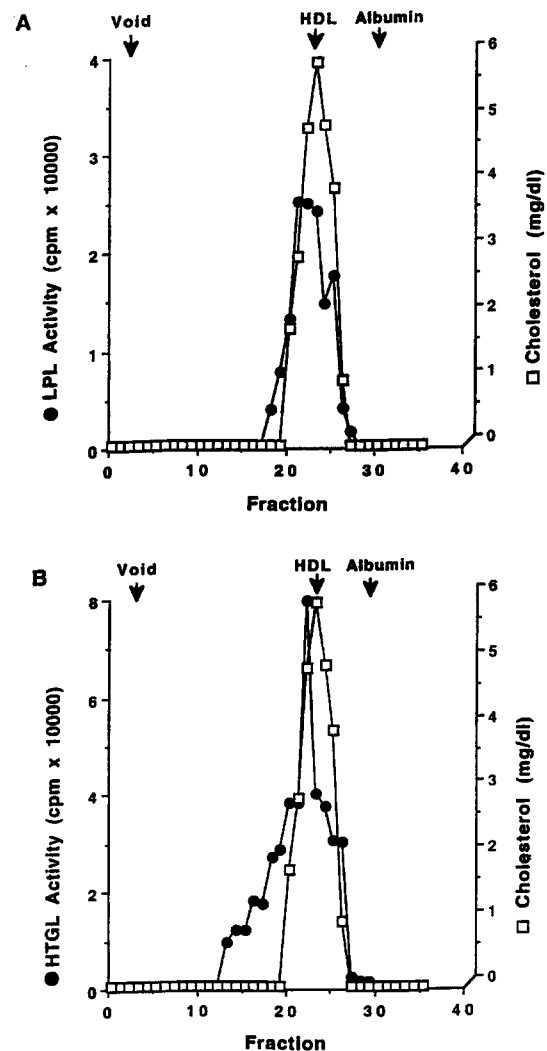 A
Void
HDL
Albumin
4
3
2
1
0
6
5
4
3
2
1
0
0
10
20
30
40
● LPL Activity (cpm x 10000)
□ Cholesterol (mg/dl)
Fraction
B
Void
HDL
Albumin
8
6
4
2
0
6
5
4
3
2
1
0
0
10
20
30
40
● HTGL Activity (cpm x 10000)
□ Cholesterol (mg/dl)
Fraction